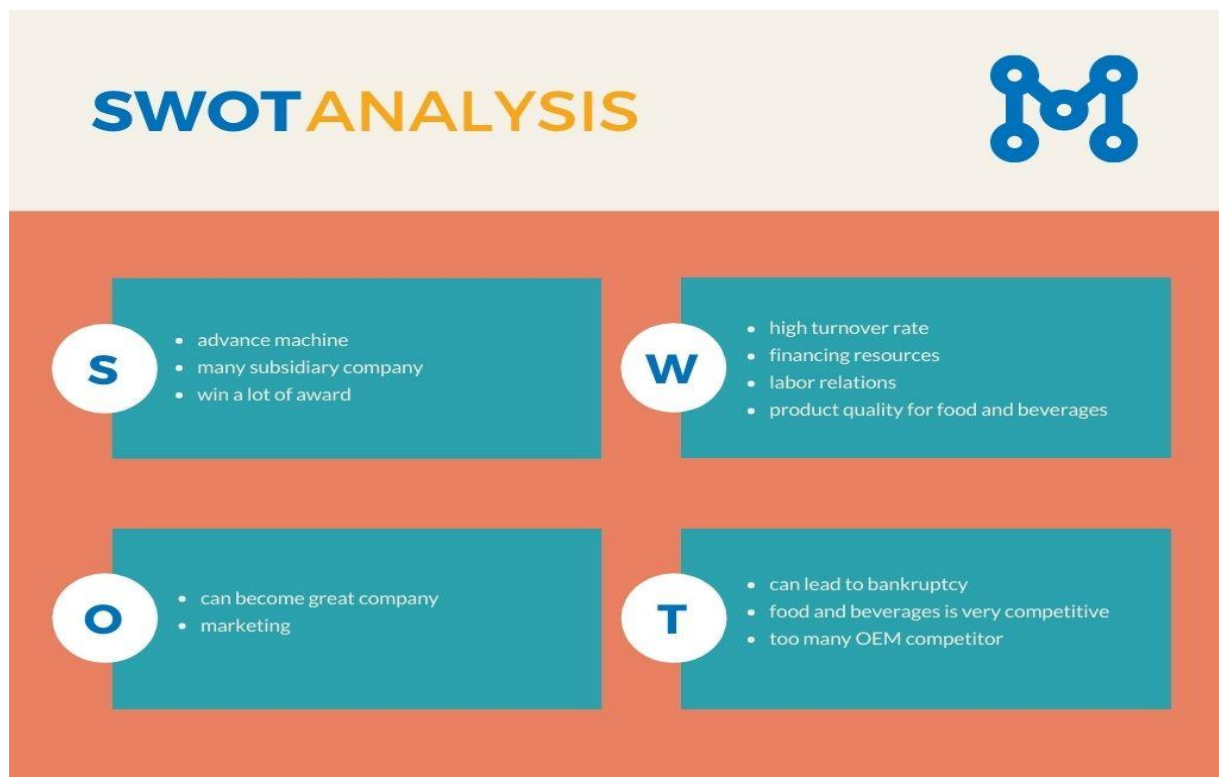 SWOT ANALYSIS
S
• advance machine
• many subsidiary company
• win a lot of award
W
• high turnover rate
• financing resources
• labor relations
• product quality for food and beverages
O
• can become great company
• marketing
T
• can lead to bankruptcy
• food and beverages is very competitive
• too many OEM competitor